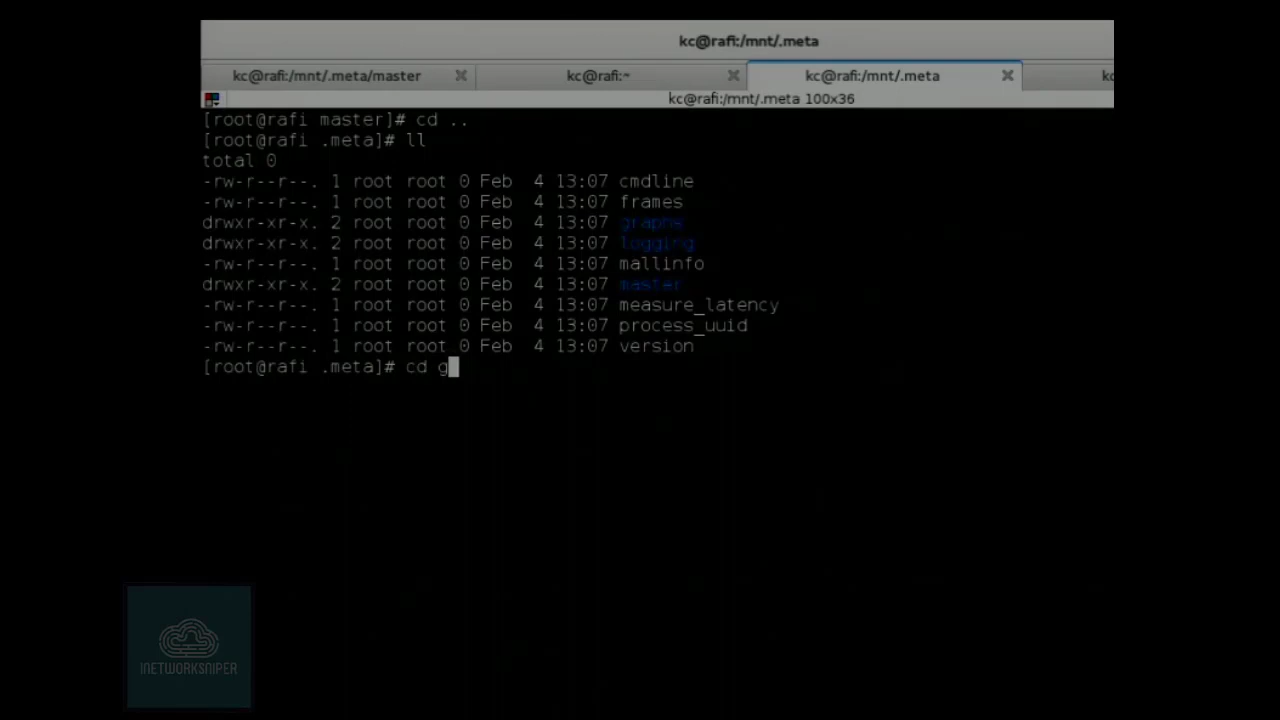 kc@rafi:/mnt/.meta
kc@rafi:/mnt/.meta/master
kc@rafi:~
kc@rafi:/mnt/.meta
kc
kc@rafi:/mnt/.meta 100x36
[root@rafi master]# cd ..
[root@rafi .meta]# ll
total 0
-rw-r--r--. 1 root root 0 Feb  4 13:07 cmdline
-rw-r--r--. 1 root root 0 Feb  4 13:07 frames
drwxr-xr-x. 2 root root 0 Feb  4 13:07 graphs
drwxr-xr-x. 2 root root 0 Feb  4 13:07 logging
-rw-r--r--. 1 root root 0 Feb  4 13:07 mallinfo
drwxr-xr-x. 2 root root 0 Feb  4 13:07 master
-rw-r--r--. 1 root root 0 Feb  4 13:07 measure_latency
-rw-r--r--. 1 root root 0 Feb  4 13:07 process_uuid
-rw-r--r--. 1 root root 0 Feb  4 13:07 version
[root@rafi .meta]# cd g
INETWORKSNIPER